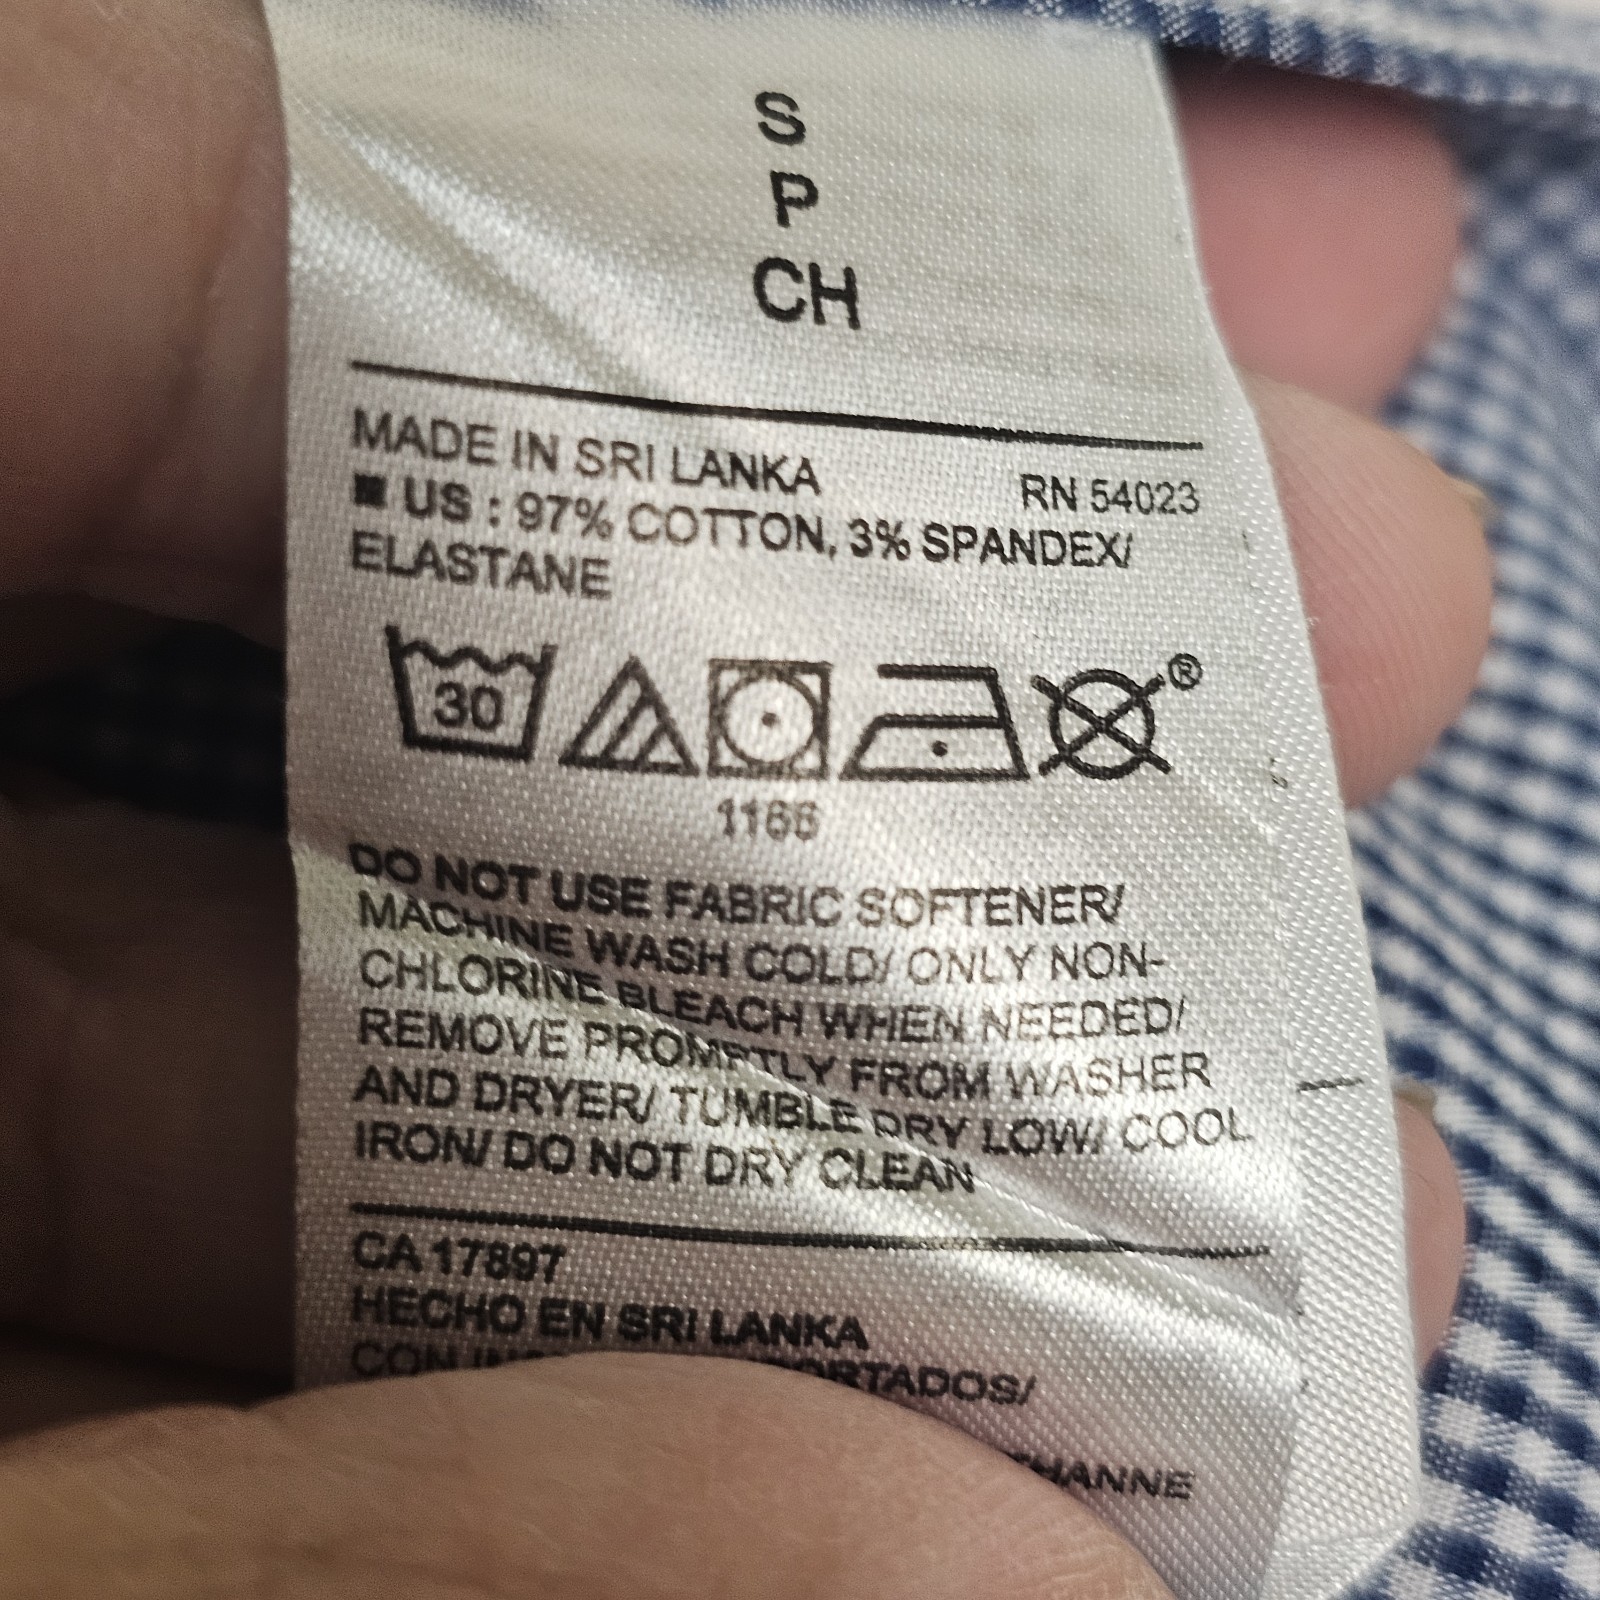 S
P
CH
MADE IN SRI LANKA
RN 54023
US : 97% COTTON, 3% SPANDEX/
ELASTANE
30
®
1166
DO NOT USE FABRIC SOFTENER/
MACHINE WASH COLD/ ONLY NON-
CHLORINE BLEACH WHEN NEEDED/
REMOVE PROMPTLY FROM WASHER
AND DRYER/ TUMBLE DRY LOW/ COOL
IRON/ DO NOT DRY CLEAN
CA 17897
HECHO EN SRI LANKA
CON